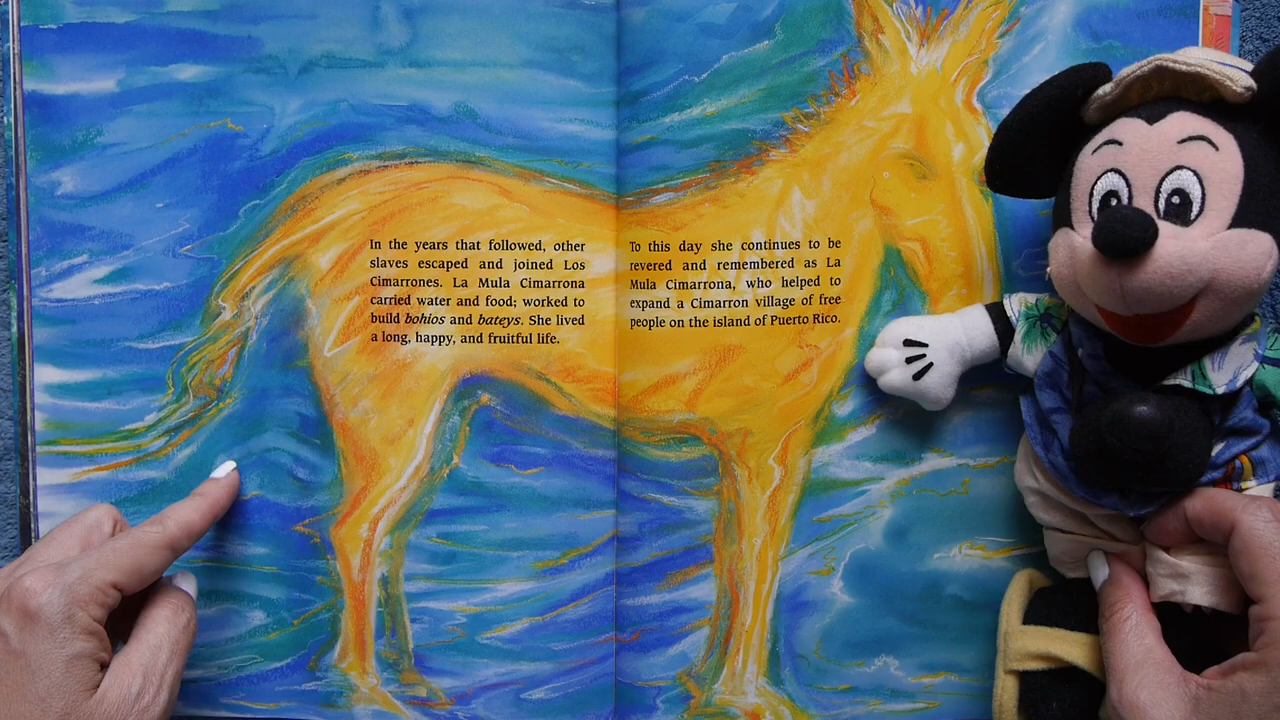 In the years that followed, other
slaves escaped and joined Los
Cimarrones. La Mula Cimarrona
carried water and food; worked to
build bohios and bateys. She lived
a long, happy, and fruitful life.
To this day she continues to be
revered and remembered as La
Mula Cimarrona, who helped to
expand a Cimarron village of free
people on the island of Puerto Rico.